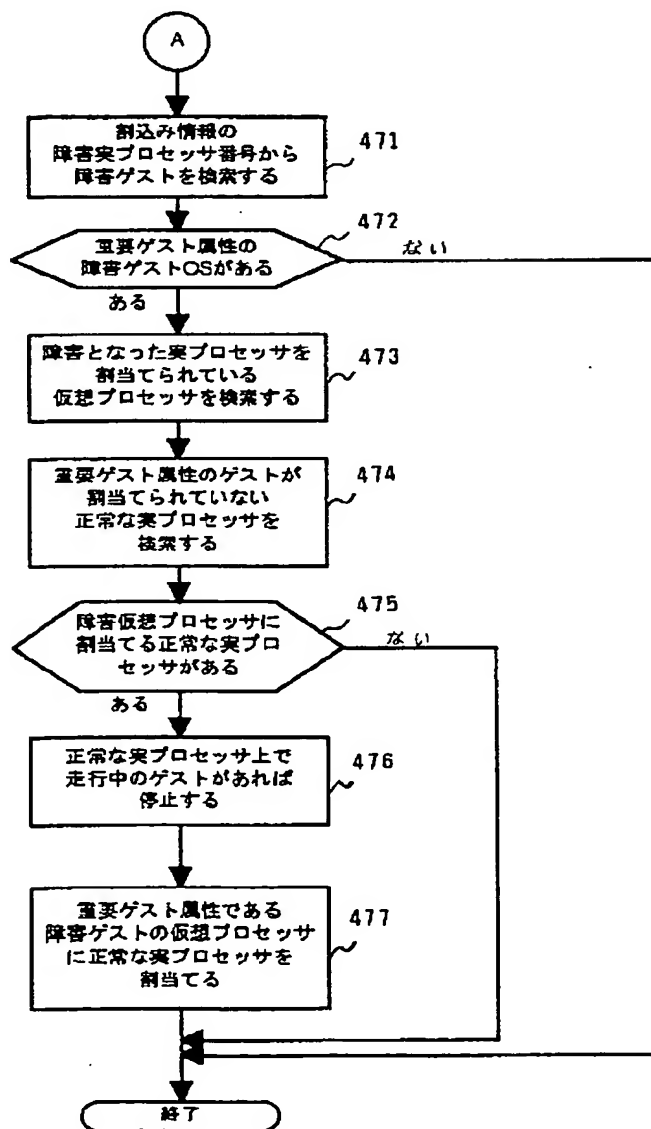 A
割込み情報の
障害実プロセッサ番号から
障害ゲストを検索する
471
472
重要ゲスト属性の
障害ゲストOSがある
ない
ある
障害となった実プロセッサを
割当てられている
仮想プロセッサを検索する
473
重要ゲスト属性のゲストが
割当てられていない
正常な実プロセッサを
検索する
474
475
障害仮想プロセッサに
割当てる正常な実プロ
セッサがある
ない
ある
正常な実プロセッサ上で
走行中のゲストがあれば
停止する
476
重要ゲスト属性である
障害ゲストの仮想プロセッサ
に正常な実プロセッサを
割当てる
477
終了